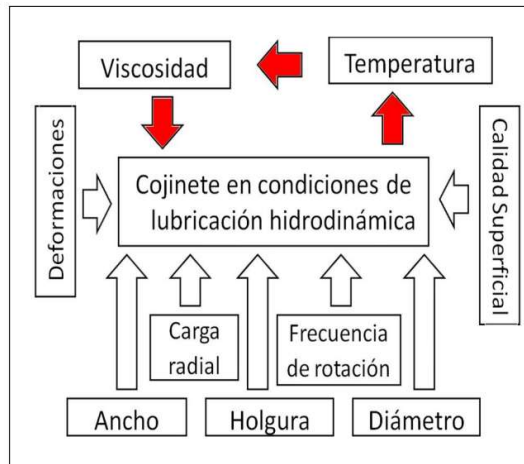 Viscosidad
Temperatura
Deformaciones
Cojinete en condiciones de
lubricación hidrodinámica
Calidad Superficial
Carga
radial
Frecuencia
de rotación
Ancho
Holgura
Diámetro